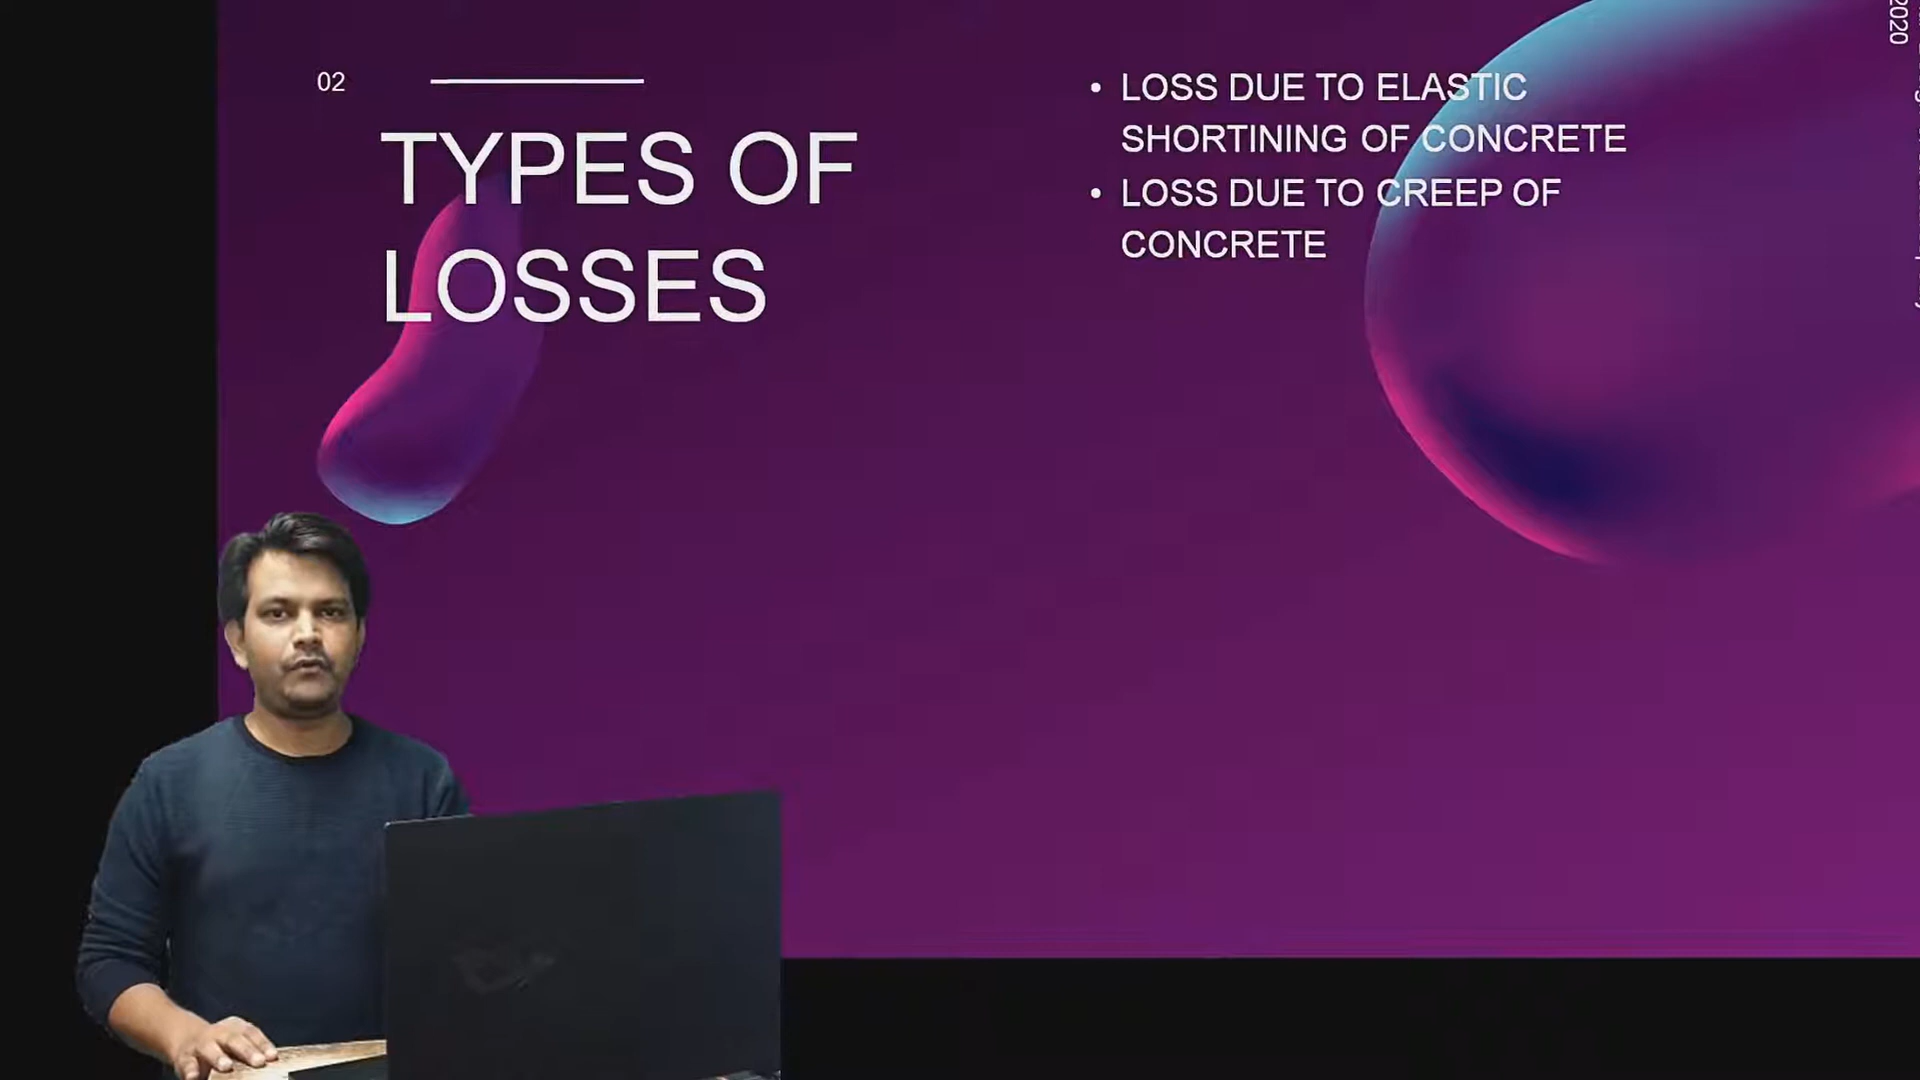 02
TYPES OF
LOSSES
• LOSS DUE TO ELASTIC
SHORTINING OF CONCRETE
• LOSS DUE TO CREEP OF
CONCRETE
2020